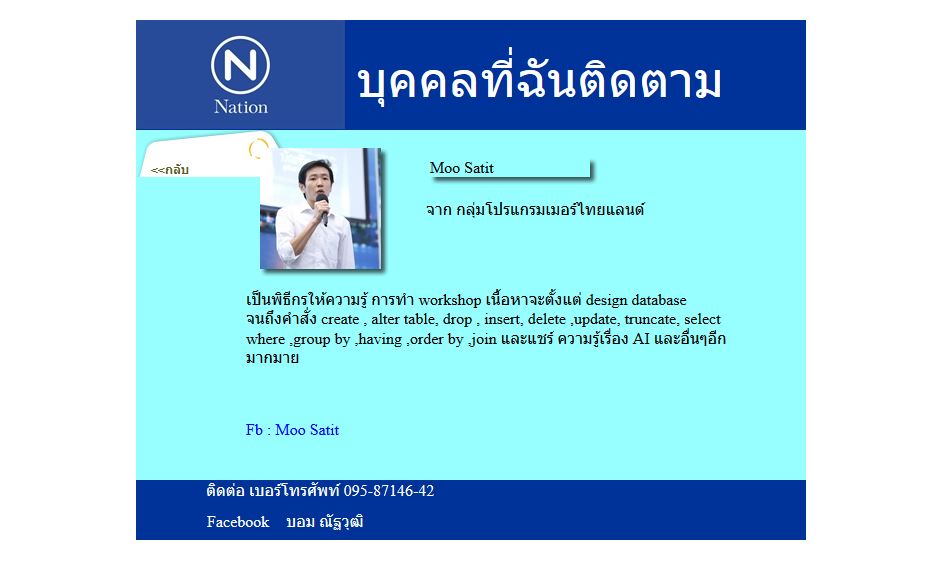 N
Nation
บุคคลที่ฉันติดตาม
<<กลับ
Moo Satit
จาก กลุ่มโปรแกรมเมอร์ไทยแลนด์
เป็นพิธีกรให้ความรู้ การทำ workshop เนื้อหาจะตั้งแต่ design database
จนถึงคำสั่ง create , alter table, drop , insert, delete ,update, truncate, select
where ,group by ,having ,order by ,join และแชร์ ความรู้เรื่อง AI และอื่นๆอีก
มากมาย
Fb : Moo Satit
ติดต่อ เบอร์โทรศัพท์ 095-87146-42
Facebook บอม ณัฐวุฒิ